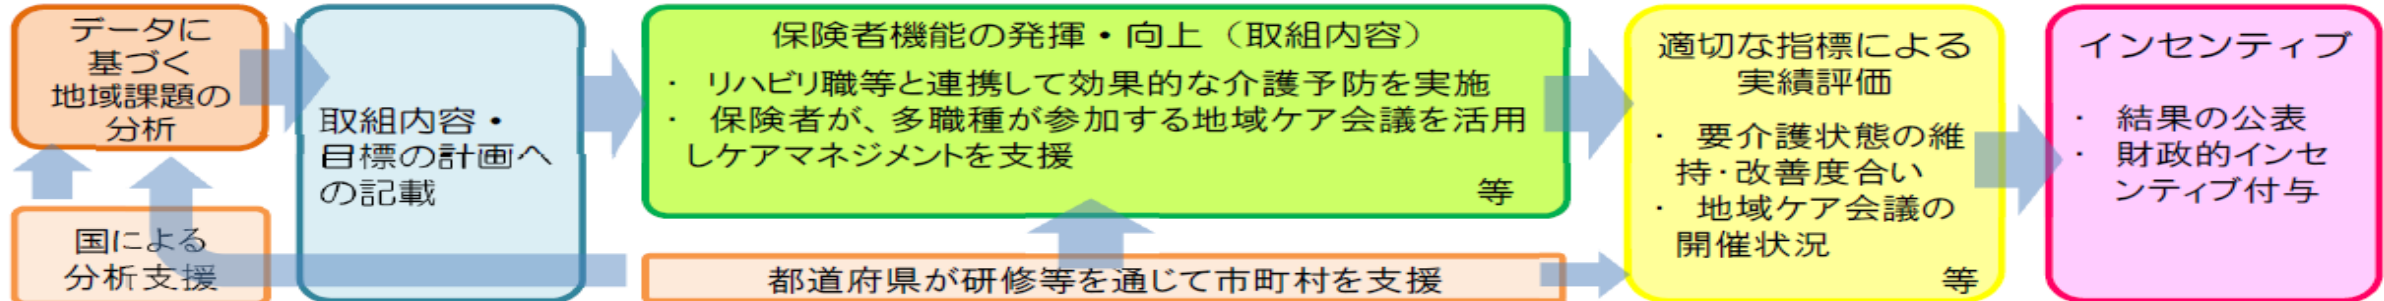 データに
基づく
地域課題の
分析
国による
分析支援
取組内容・
目標の計画へ
の記載
保険者機能の発揮・向上（取組内容）
・ リハビリ職等と連携して効果的な介護予防を実施
・ 保険者が、多職種が参加する地域ケア会議を活用
しケアマネジメントを支援
等
都道府県が研修等を通じて市町村を支援
適切な指標による
実績評価
・ 要介護状態の維
持･改善度合い
・ 地域ケア会議の
開催状況
等
インセンティブ
・ 結果の公表
・ 財政的インセ
ンティブ付与